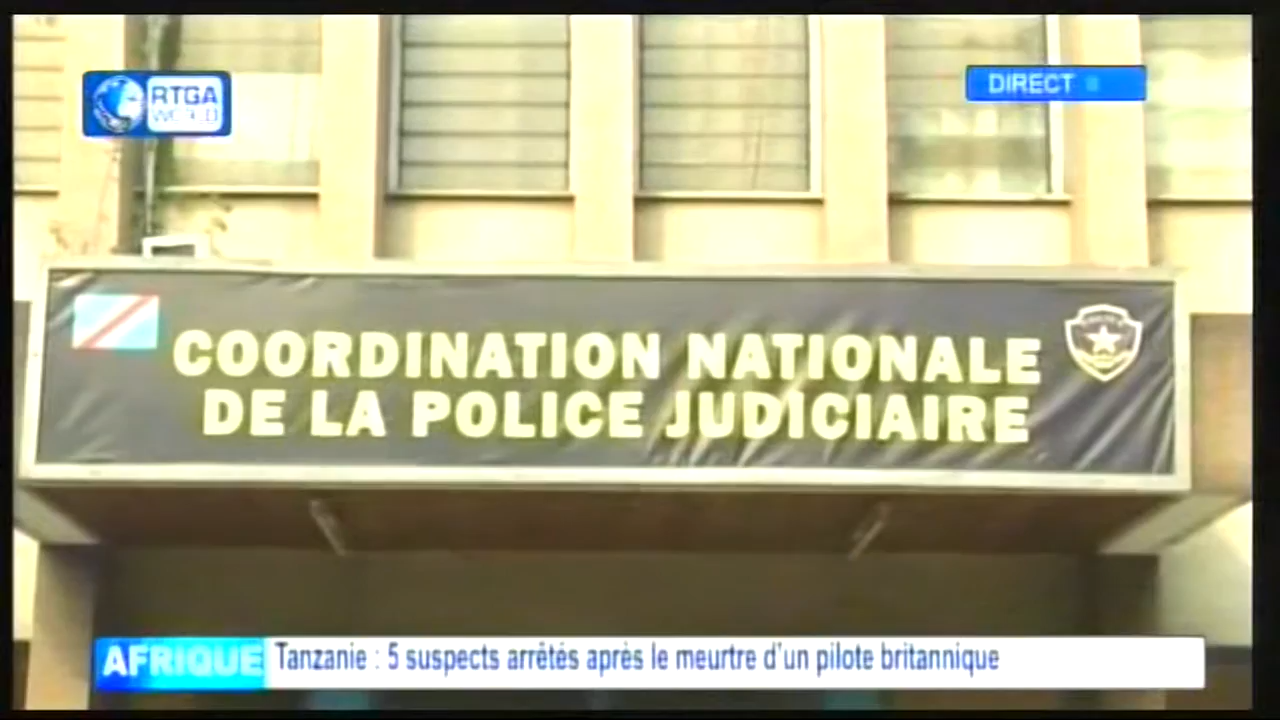 RTGA
WORLD
DIRECT
COORDINATION NATIONALE
DE LA POLICE JUDICIAIRE
AFRIQUE
Tanzanie : 5 suspects arrêtés après le meurtre d'un pilote britannique